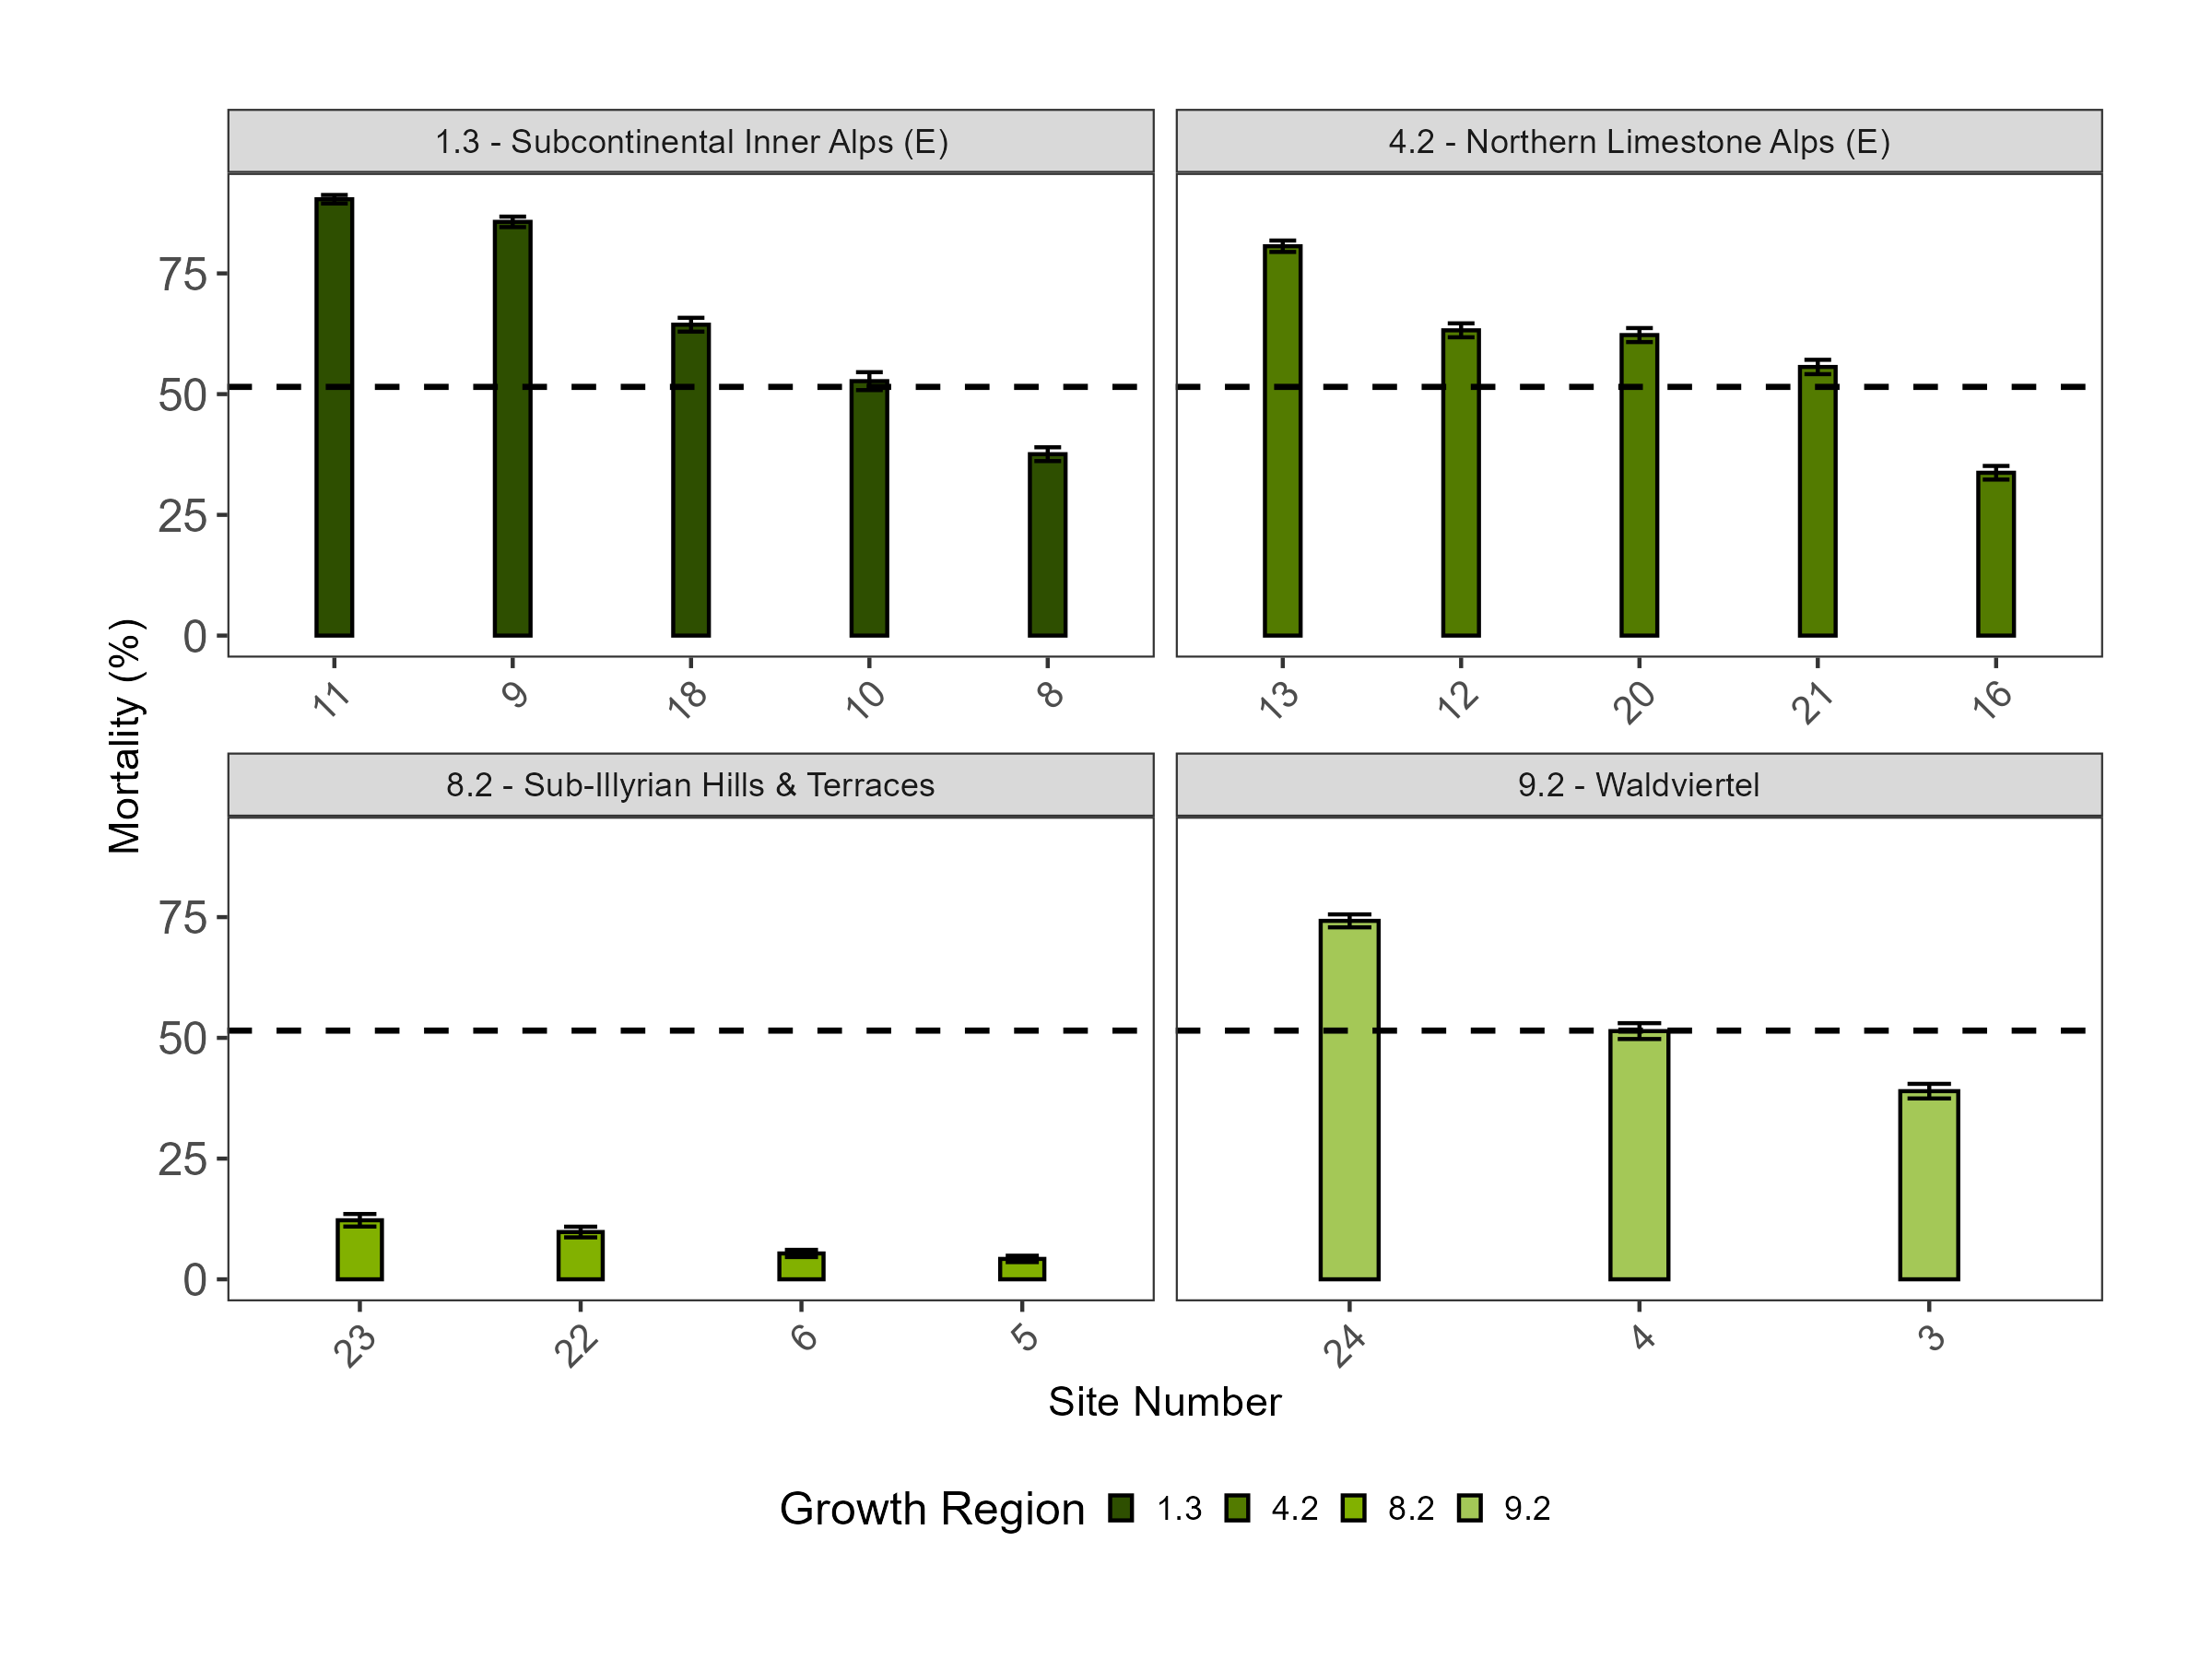 1.3 - Subcontinental Inner Alps (E)
4.2 - Northern Limestone Alps (E)
75
50
25
0
11 9 18 10 8
13 12 20 21 16
Mortality (%)
8.2 - Sub-Illyrian Hills & Terraces
9.2 - Waldviertel
75
50
25
0
23 22 6 5
24 4 3
Site Number
Growth Region 1.3 4.2 8.2 9.2